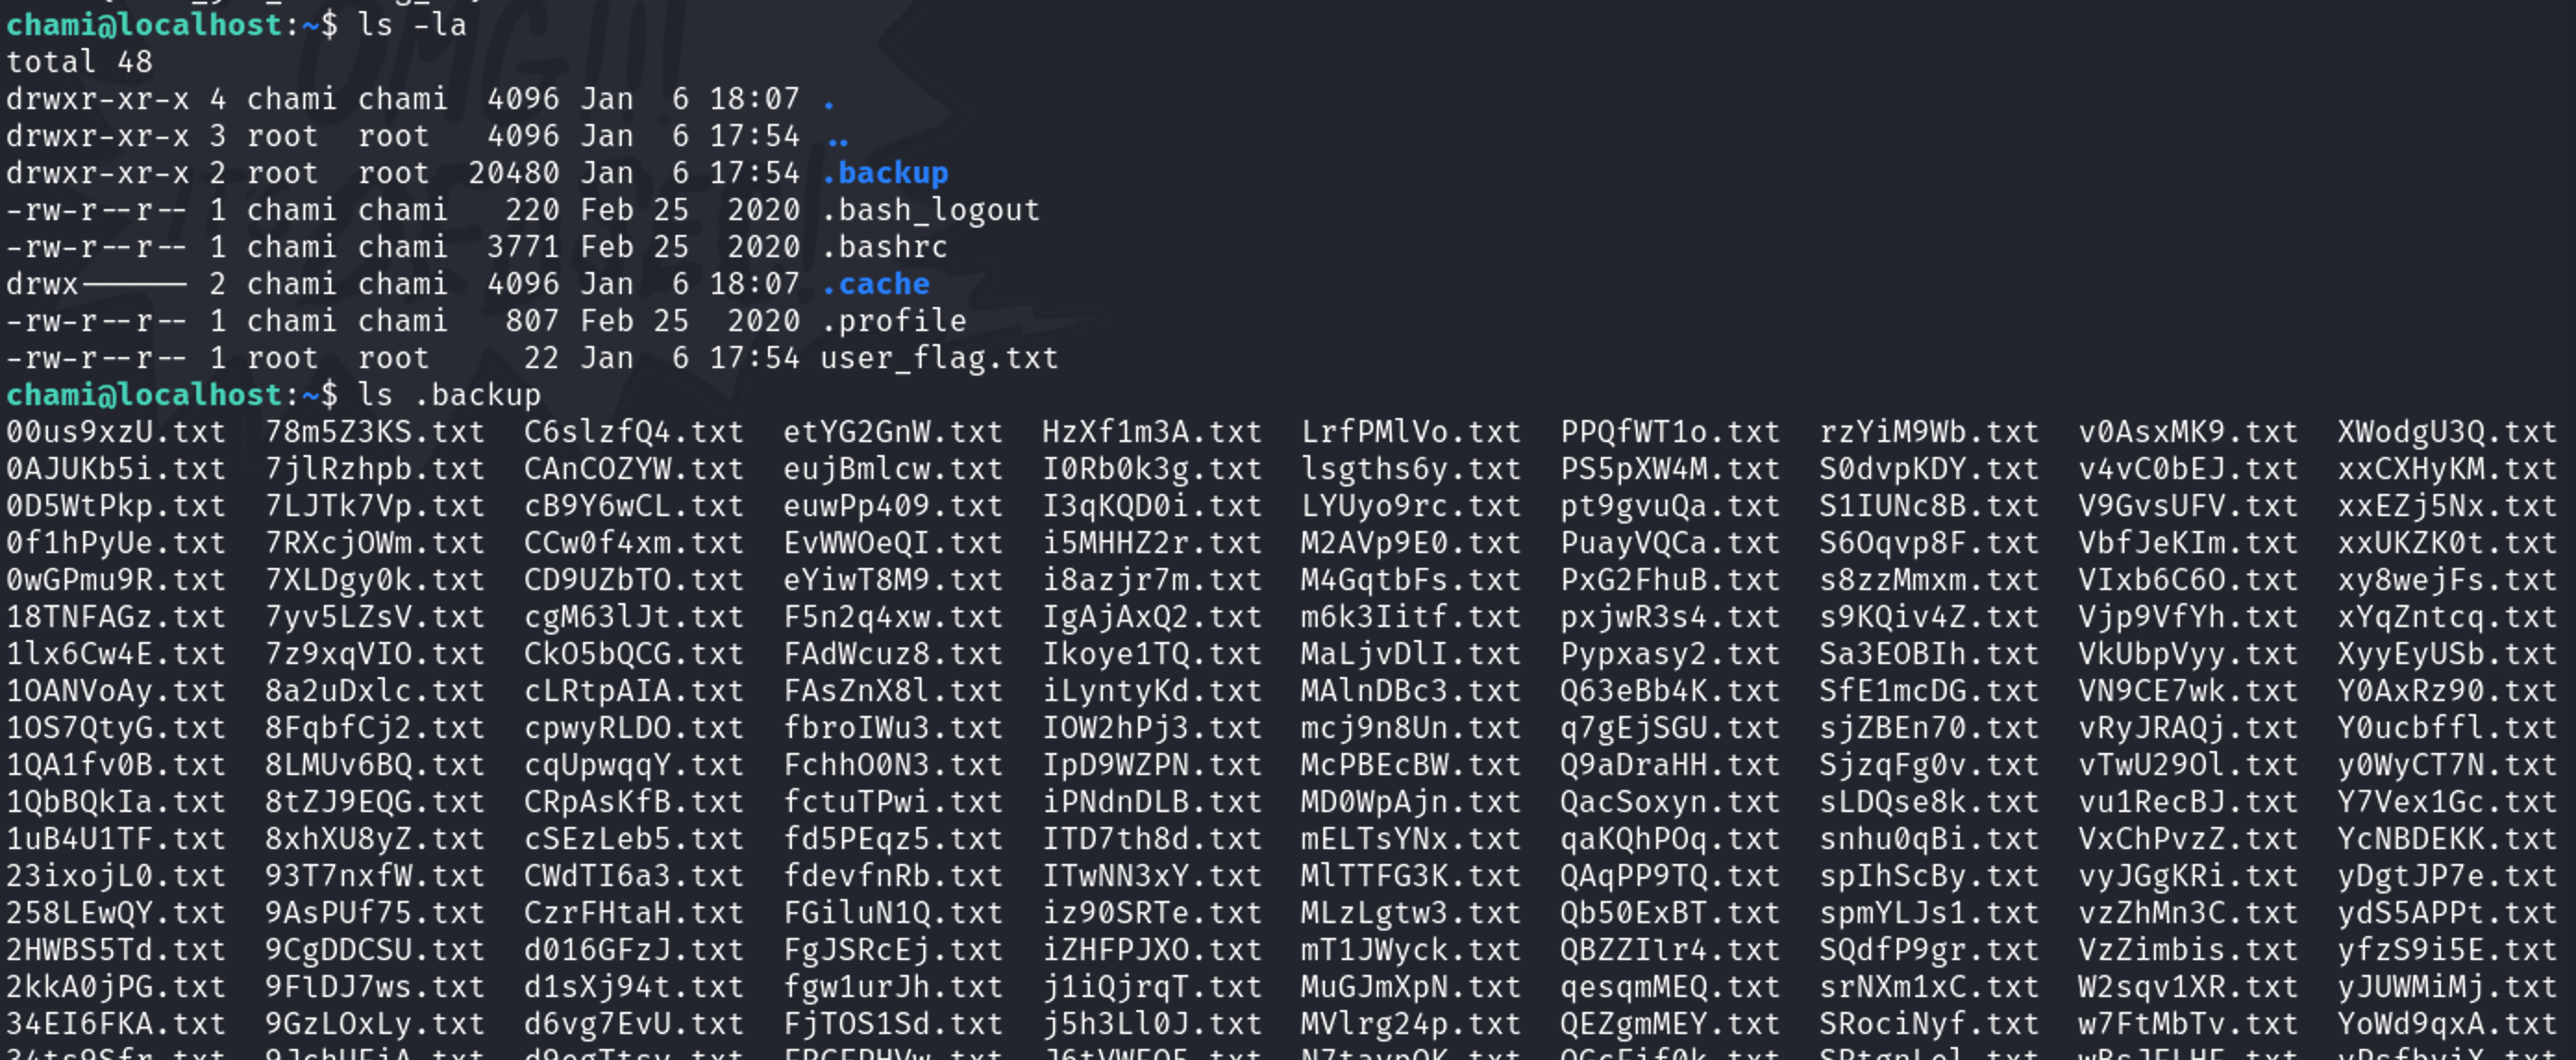 chami@localhost:~$ ls -la
total 48
drwxr-xr-x 4 chami chami 4096 Jan 6 18:07 .
drwxr-xr-x 3 root root 4096 Jan 6 17:54 ..
drwxr-xr-x 2 root root 20480 Jan 6 17:54 .backup
-rw-r--r-- 1 chami chami 220 Feb 25 2020 .bash_logout
-rw-r--r-- 1 chami chami 3771 Feb 25 2020 .bashrc
drwx------ 2 chami chami 4096 Jan 6 18:07 .cache
-rw-r--r-- 1 chami chami 807 Feb 25 2020 .profile
-rw-r--r-- 1 root root 22 Jan 6 17:54 user_flag.txt
chami@localhost:~$ ls .backup
00us9xzU.txt 78m5Z3KS.txt C6slzfQ4.txt etYG2GnW.txt HzXf1m3A.txt LrfPMlVo.txt PPQfWT1o.txt rzYiM9Wb.txt v0AsxMK9.txt XWodgU3Q.txt
0AJUKb5i.txt 7jlRzhpb.txt CAnCOZYW.txt eujBmlcw.txt I0Rb0k3g.txt lsgths6y.txt PS5pXW4M.txt S0dvpKDY.txt v4vC0bEJ.txt xxCXHyKM.txt
0D5WtPkp.txt 7LJTk7Vp.txt cB9Y6wCL.txt euwPp409.txt I3qKQD0i.txt LYUyo9rc.txt pt9gvuQa.txt S1IUNc8B.txt V9GvsUFV.txt xxEZj5Nx.txt
0f1hPyUe.txt 7RXcjOWm.txt CCw0f4xm.txt EvWWOeQI.txt i5MHHZ2r.txt M2AVp9E0.txt PuayVQCa.txt S6Oqvp8F.txt VbfJeKIm.txt xxUKZK0t.txt
0wGPmu9R.txt 7XLDgy0k.txt CD9UZbTO.txt eYiwT8M9.txt i8azjr7m.txt M4GqtbFs.txt PxG2FhuB.txt s8zzMmxm.txt VIxb6C6O.txt xy8wejFs.txt
18TNFAGz.txt 7yv5LZsV.txt cgM63lJt.txt F5n2q4xw.txt IgAjAxQ2.txt m6k3Iitf.txt pxjwR3s4.txt s9KQiv4Z.txt Vjp9VfYh.txt xYqZntcq.txt
1lx6Cw4E.txt 7z9xqVIO.txt CkO5bQCG.txt FAdWcuz8.txt Ikoye1TQ.txt MaLjvDlI.txt Pypxasy2.txt Sa3EOBIh.txt VkUbpVyy.txt XyyEyUSb.txt
1OANVoAy.txt 8a2uDxlc.txt cLRtpAIA.txt FAsZnX8l.txt iLyntyKd.txt MAlnDBc3.txt Q63eBb4K.txt SfE1mcDG.txt VN9CE7wk.txt Y0AxRz90.txt
1OS7QtyG.txt 8FqbfCj2.txt cpwyRLDO.txt fbroIWu3.txt IOW2hPj3.txt mcj9n8Un.txt q7gEjSGU.txt sjZBEn70.txt vRyJRAQj.txt Y0ucbffl.txt
1QA1fv0B.txt 8LMUv6BQ.txt cqUpwqqY.txt FchhO0N3.txt IpD9WZPN.txt McPBEcBW.txt Q9aDraHH.txt SjzqFg0v.txt vTwU29Ol.txt y0WyCT7N.txt
1QbBQkIa.txt 8tZJ9EQG.txt CRpAsKfB.txt fctuTPwi.txt iPNdnDLB.txt MD0WpAjn.txt QacSoxyn.txt sLDQse8k.txt vu1RecBJ.txt Y7Vex1Gc.txt
1uB4U1TF.txt 8xhXU8yZ.txt cSEzLeb5.txt fd5PEqz5.txt ITD7th8d.txt mELTsYNx.txt qaKQhPOq.txt snhu0qBi.txt VxChPvzZ.txt YcNBDEKK.txt
23ixojL0.txt 93T7nxfW.txt CWdTI6a3.txt fdevfnRb.txt ITwNN3xY.txt MlTTFG3K.txt QAqPP9TQ.txt spIhScBy.txt vyJGgKRi.txt yDgtJP7e.txt
258LEwQY.txt 9AsPUf75.txt CzrFHtaH.txt FGiluN1Q.txt iz90SRTe.txt MLzLgtw3.txt Qb50ExBT.txt spmYLJs1.txt vzZhMn3C.txt ydS5APPt.txt
2HWBS5Td.txt 9CgDDCSU.txt d016GFzJ.txt FgJSRcEj.txt iZHFPJXO.txt mT1JWyck.txt QBZZIlr4.txt SQdfP9gr.txt VzZimbis.txt yfzS9i5E.txt
2kkA0jPG.txt 9FlDJ7ws.txt d1sXj94t.txt fgw1urJh.txt j1iQjrqT.txt MuGJmXpN.txt qesqmMEQ.txt srNXm1xC.txt W2sqv1XR.txt yJUWMiMj.txt
34EI6FKA.txt 9GzLOxLy.txt d6vg7EvU.txt FjTOS1Sd.txt j5h3Ll0J.txt MVlrg24p.txt QEZgmMEY.txt SRociNyf.txt w7FtMbTv.txt YoWd9qxA.txt